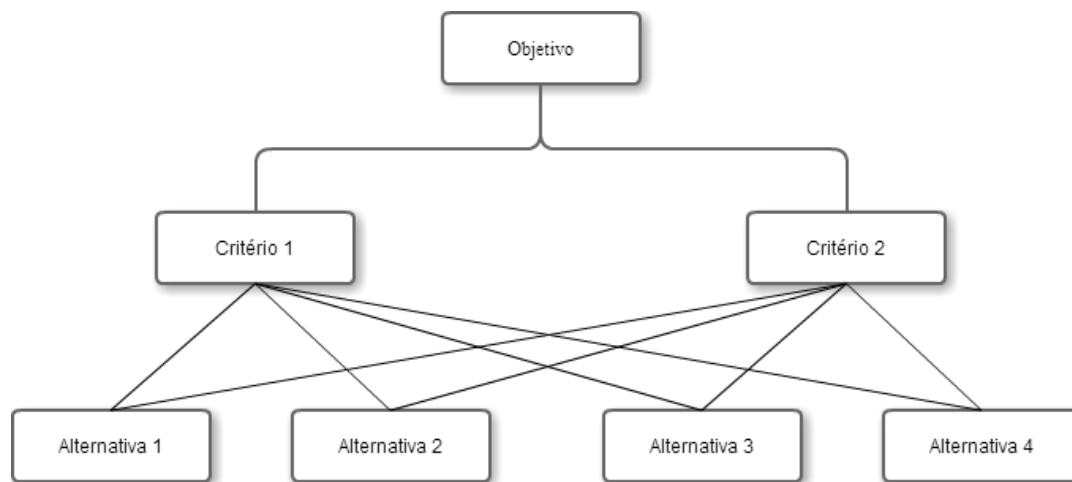 Objetivo
Critério 1
Critério 2
Alternativa 1
Alternativa 2
Alternativa 3
Alternativa 4